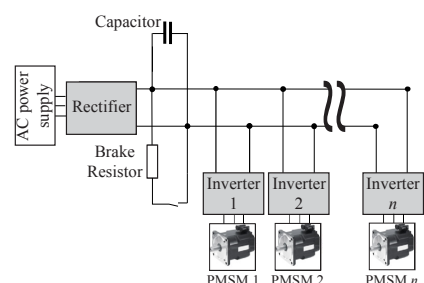 Capacitor
AC power
supply
Rectifier
Brake
Resistor
Inverter
1
Inverter
2
Inverter
n
PMSM 1
PMSM 2
PMSM n